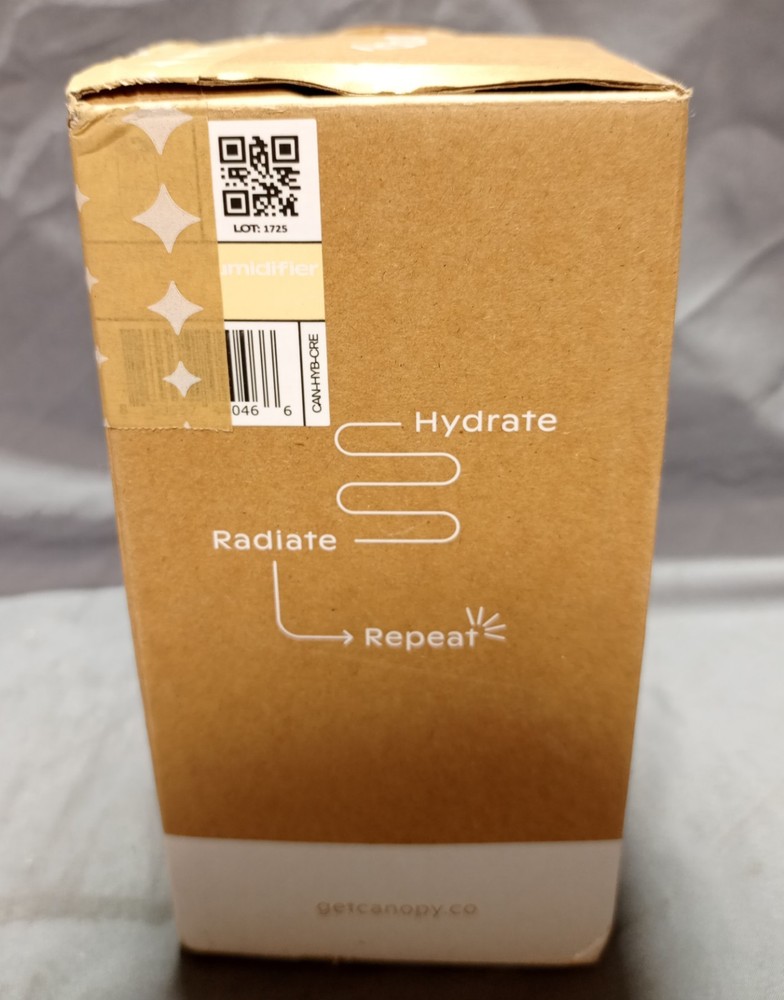 LOT: 1725
midifier
046 6
CAN-HYB-CRE
Hydrate
Radiate
Repeat
getcanopy.co